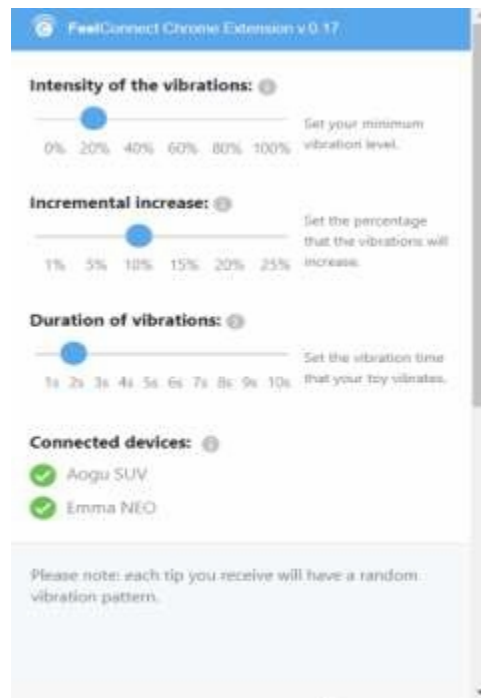 FeelConnect Chrome Extension v 0.17
Intensity of the vibrations:
0% 20% 40% 60% 80% 100%
Set your minimum
vibration level.
Incremental increase:
1% 5% 10% 15% 20% 25%
Set the percentage
that the vibrations will
increase.
Duration of vibrations:
1s 2s 3s 4s 5s 6s 7s 8s 9s 10s
Set the vibration time
that your toy vibrates.
Connected devices:
Aogu SUV
Emma NEO
Please note: each tip you receive will have a random
vibration pattern.